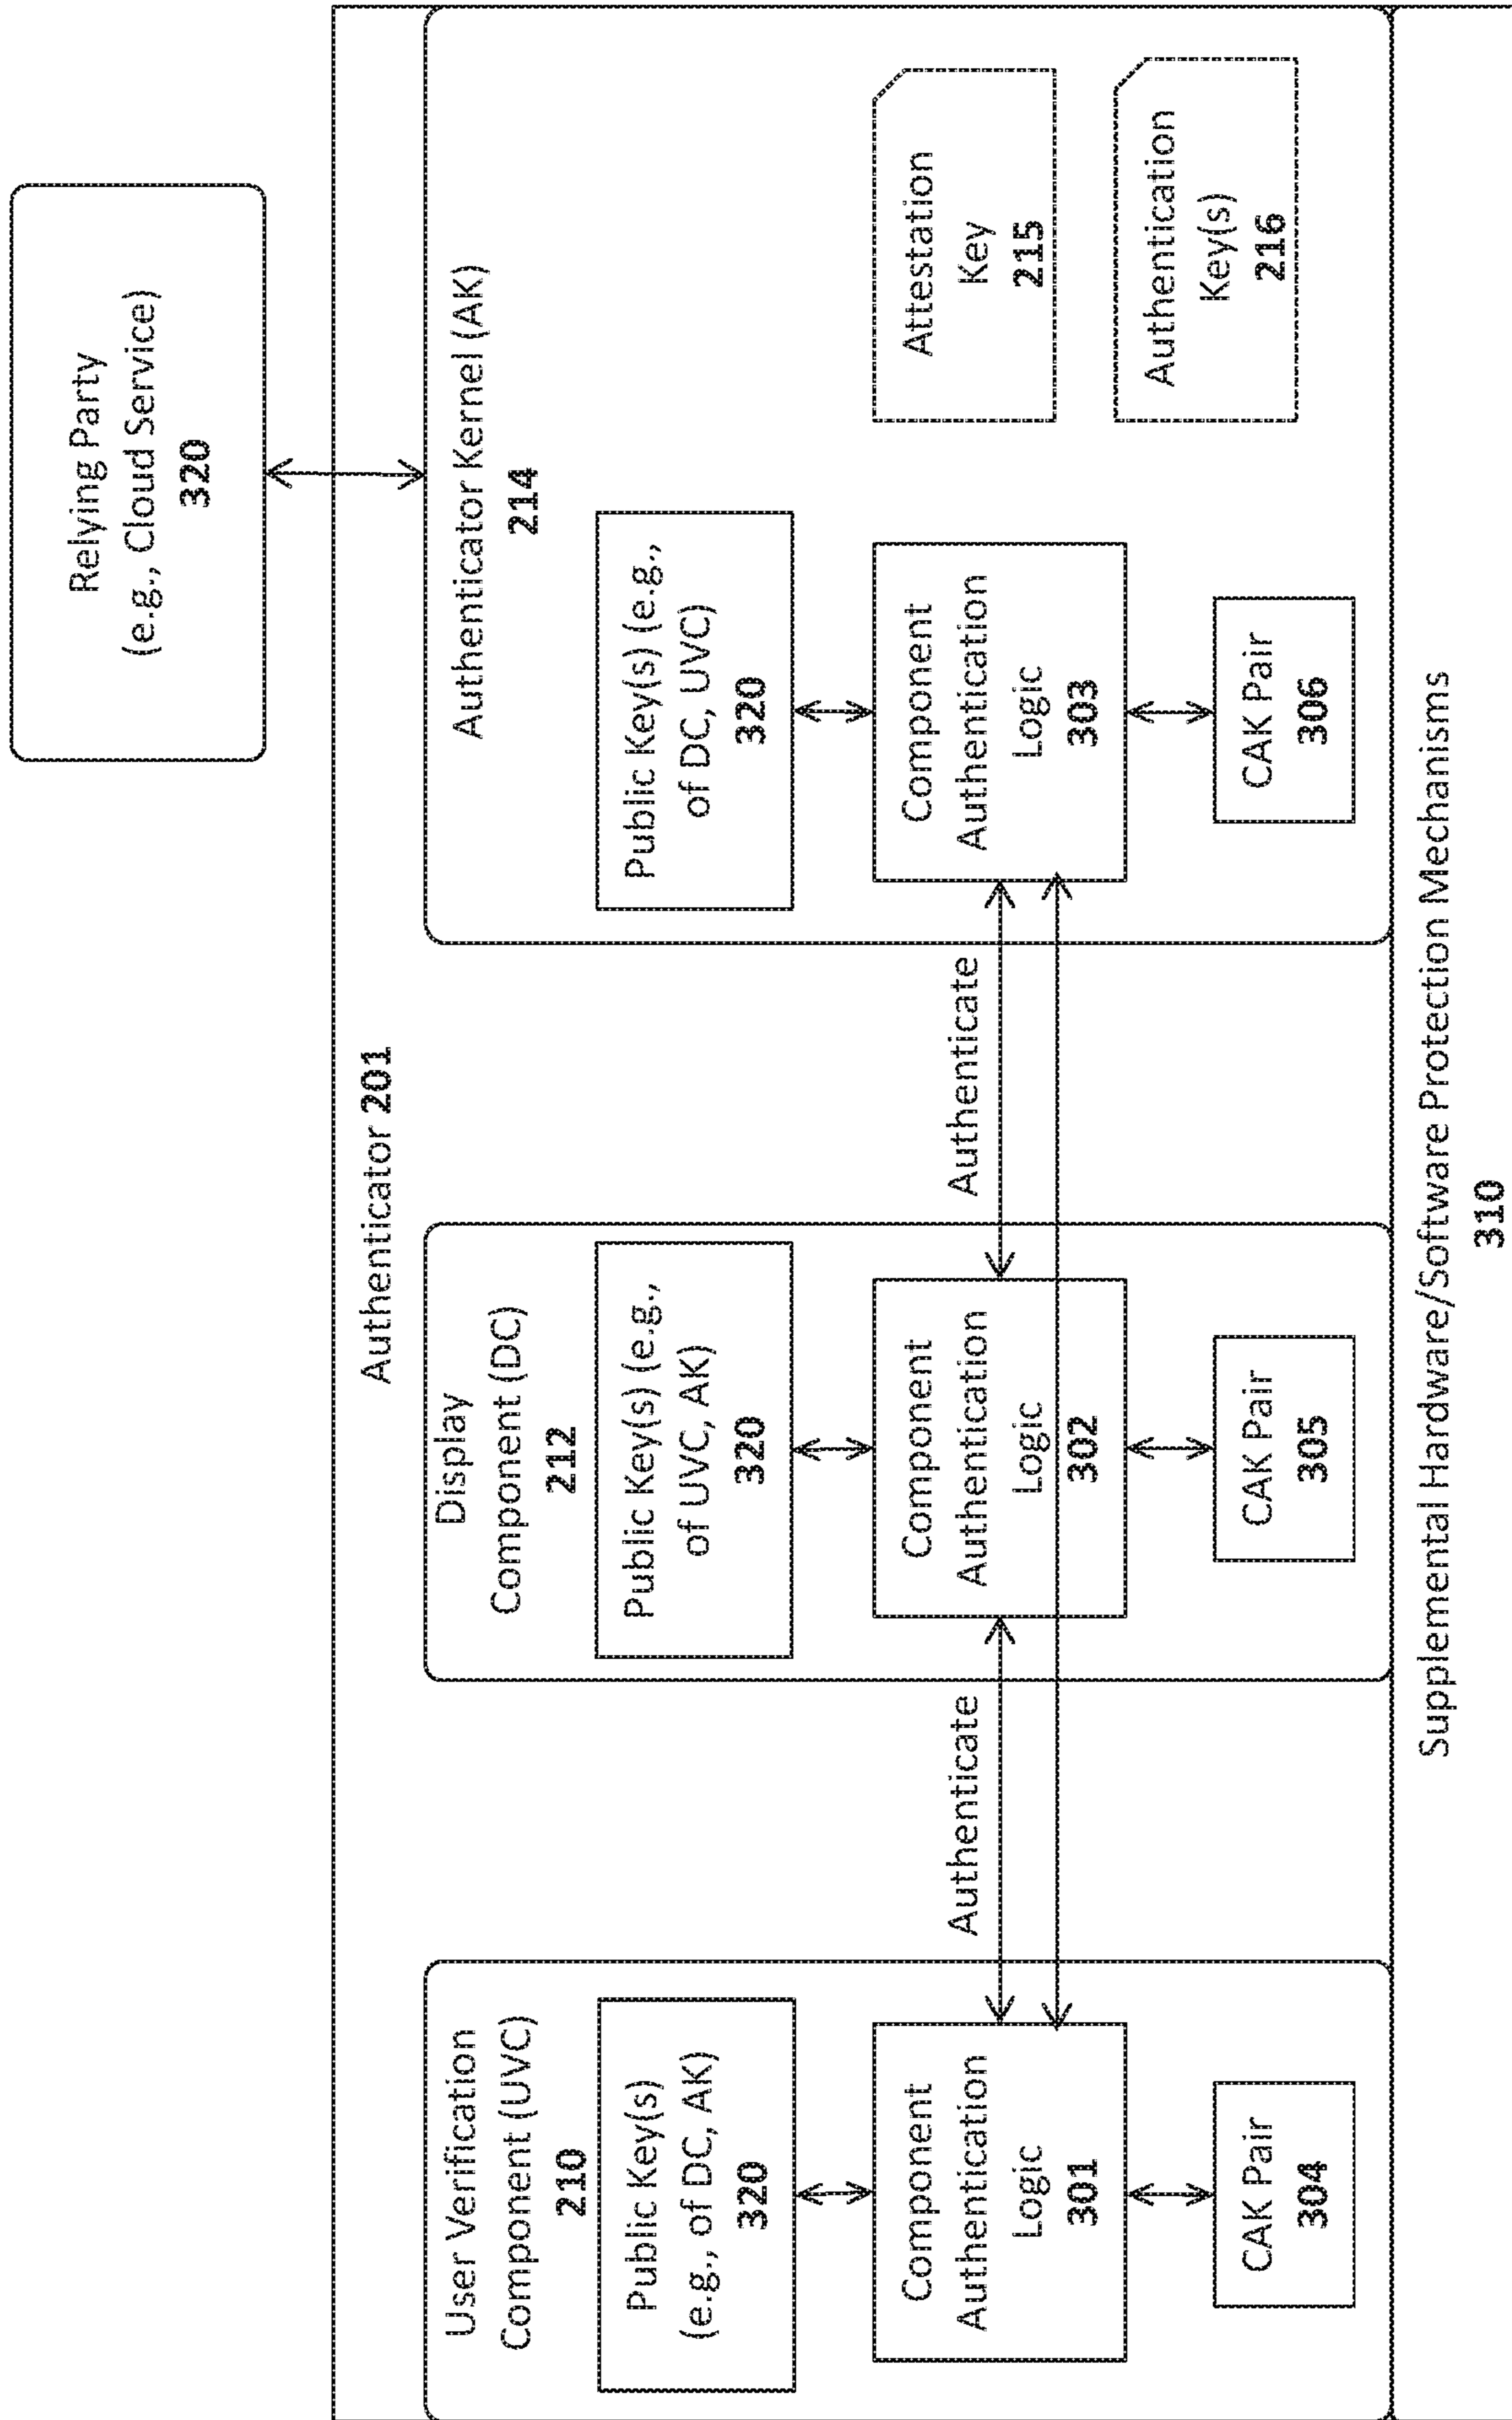 Relying Party
(e.g., Cloud Service)
320
Authenticator 201
User Verification
Component (UVC)
210
Public Key(s)
(e.g., of DC, AK)
320
Component
Authentication
Logic
301
CAK Pair
304
Authenticate
Display
Component (DC)
212
Public Key(s) (e.g.,
of UVC, AK)
320
Component
Authentication
Logic
302
CAK Pair
305
Authenticate
Authenticator Kernel (AK)
214
Public Key(s) (e.g.,
of DC, UVC)
320
Component
Authentication
Logic
303
CAK Pair
306
Attestation
Key
215
Authentication
Key(s)
216
Supplemental Hardware/Software Protection Mechanisms
310